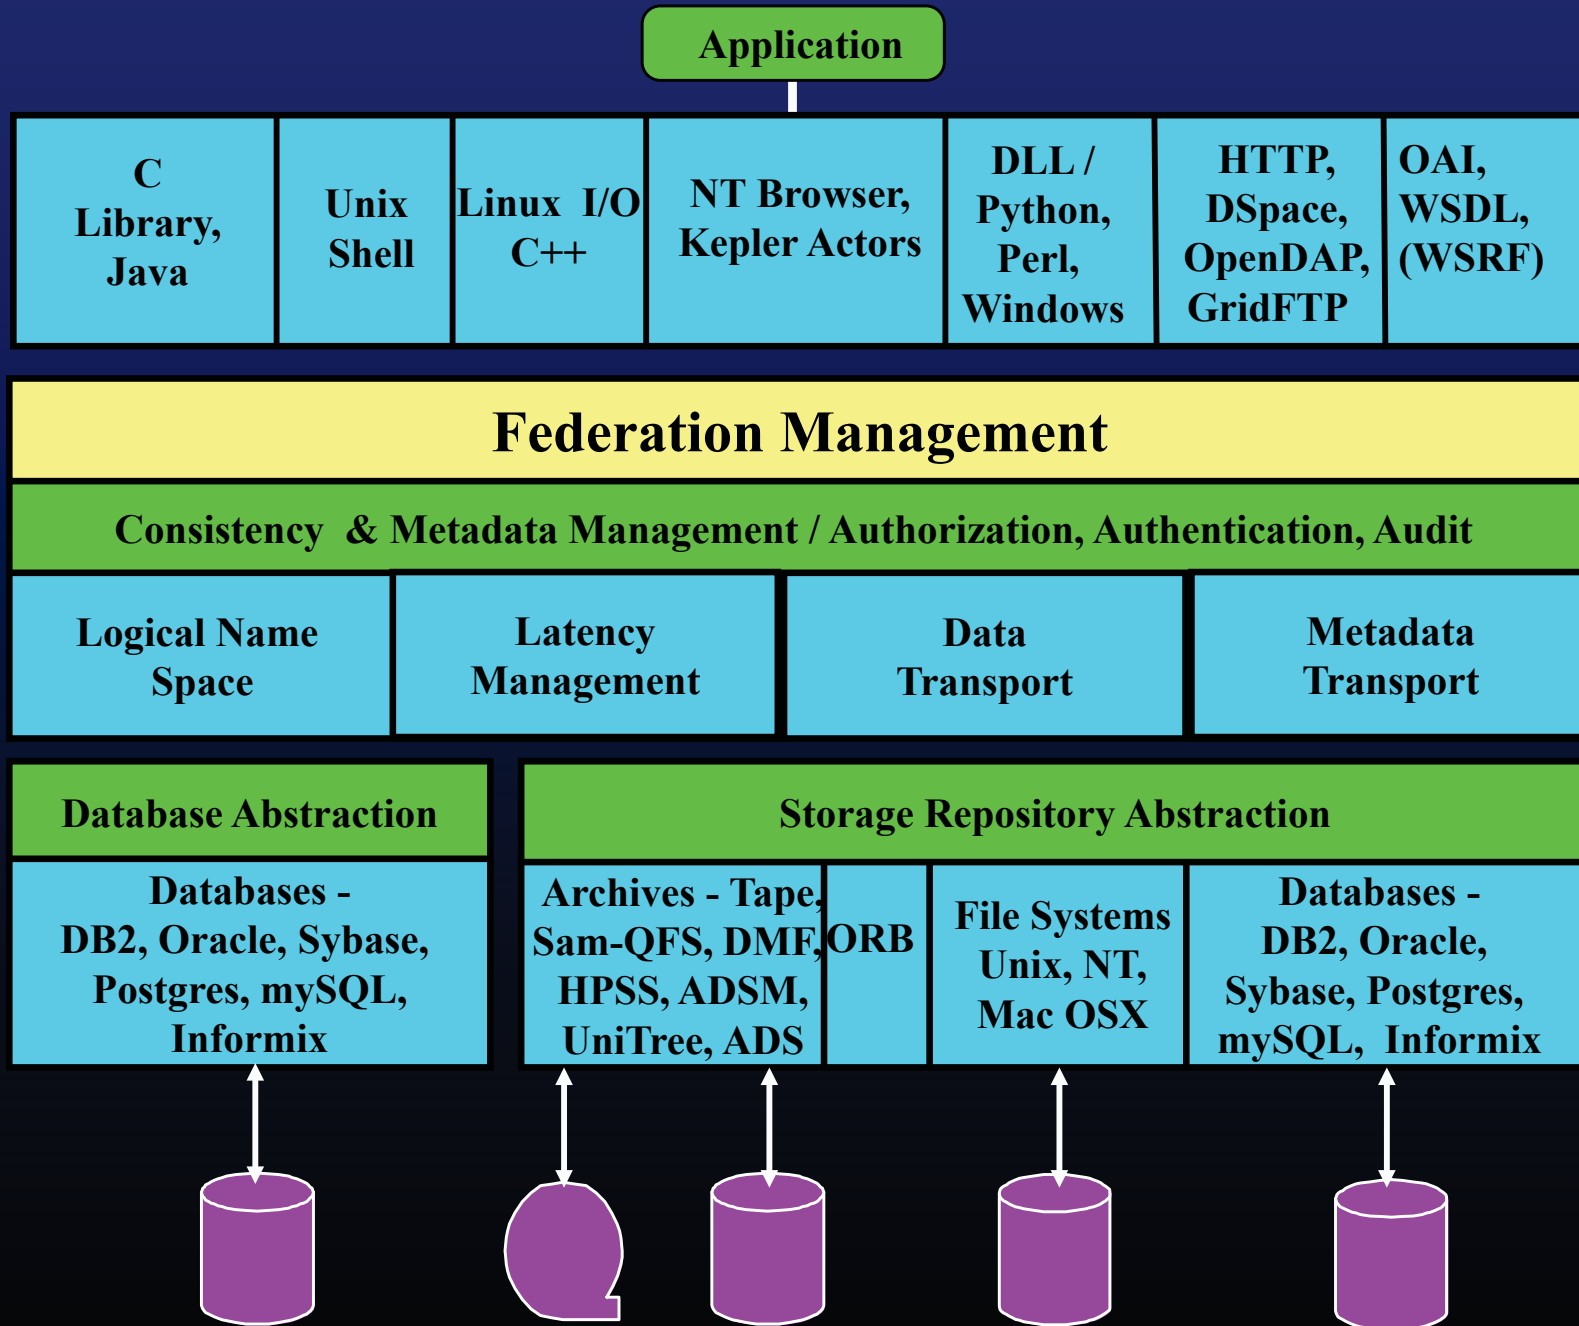 Application
C
Library,
Java
Unix
Shell
Linux I/O
C++
NT Browser,
Kepler Actors
DLL /
Python,
Perl,
Windows
HTTP,
DSpace,
OpenDAP,
GridFTP
OAI,
WSDL,
(WSRF)
Federation Management
Consistency & Metadata Management / Authorization, Authentication, Audit
Logical Name
Space
Latency
Management
Data
Transport
Metadata
Transport
Database Abstraction
Databases -
DB2, Oracle, Sybase,
Postgres, mySQL,
Informix
Storage Repository Abstraction
Archives - Tape,
Sam-QFS, DMF,
HPSS, ADSM,
UniTree, ADS
ORB
File Systems
Unix, NT,
Mac OSX
Databases -
DB2, Oracle,
Sybase, Postgres,
mySQL, Informix